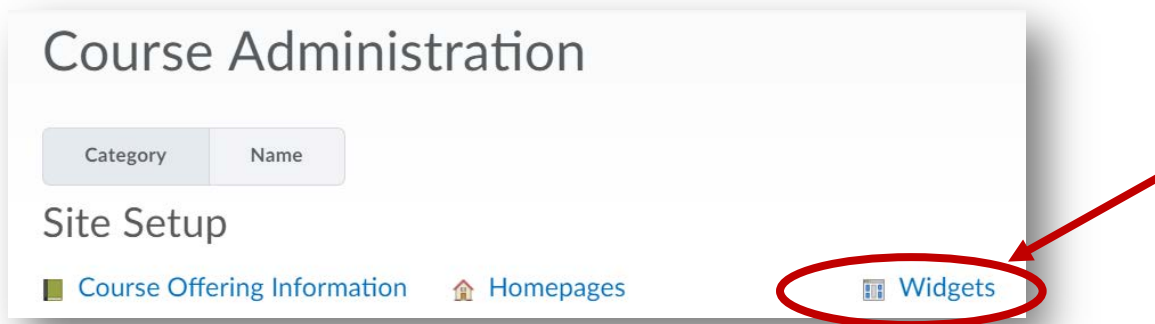 Course Administration
Category Name
Site Setup
Course Offering Information Homepages Widgets